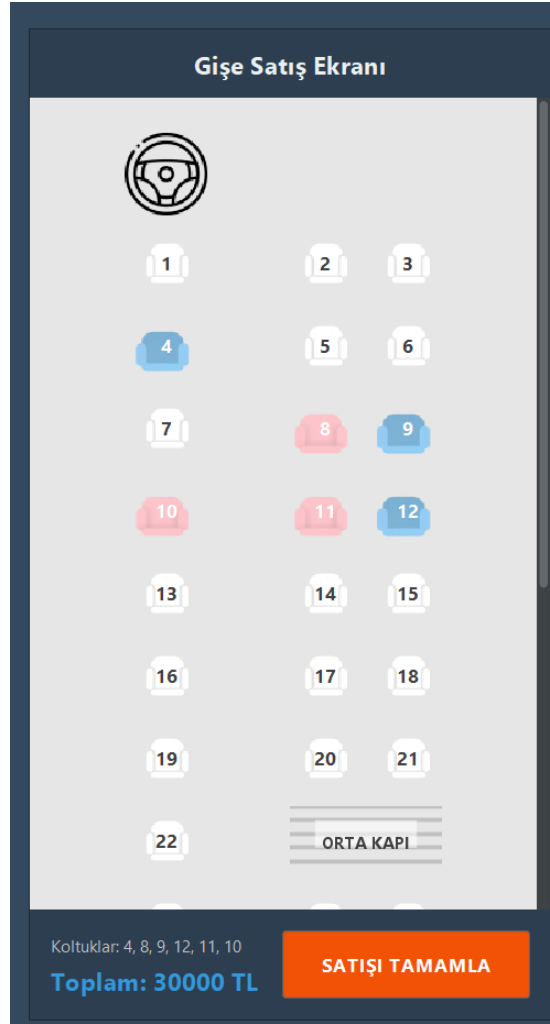 Gişe Satış Ekranı
1 2 3
4 5 6
7 8 9
10 11 12
13 14 15
16 17 18
19 20 21
22 ORTA KAPI
Koltuklar: 4, 8, 9, 12, 11, 10
Toplam: 30000 TL
SATIŞI TAMAMLA